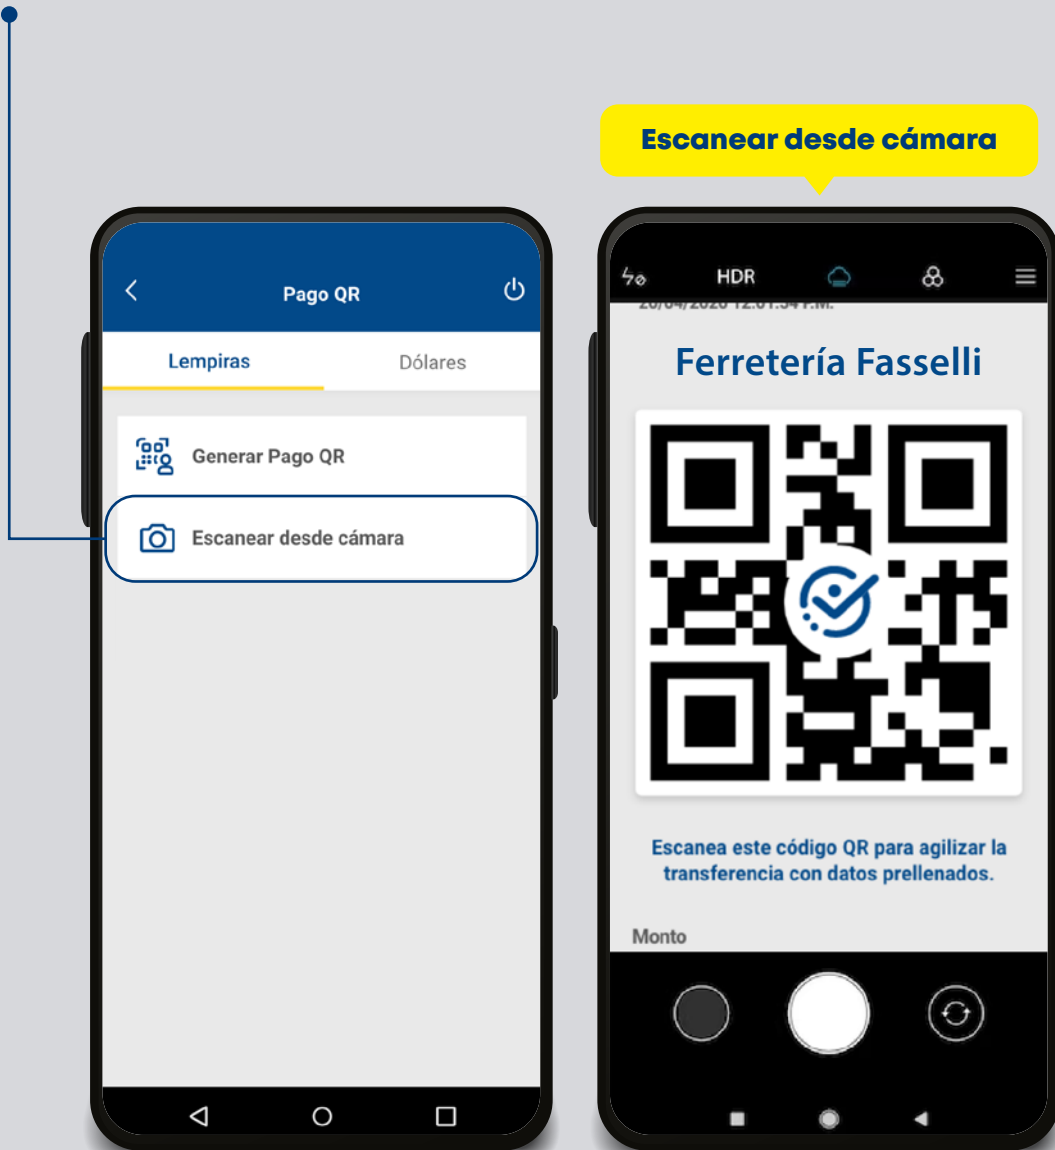 Escanear desde cámara
Pago QR
Lempiras Dólares
Generar Pago QR
Escanear desde cámara
HDR
Ferretería Fasselli
Escanea este código QR para agilizar la
transferencia con datos prellenados.
Monto